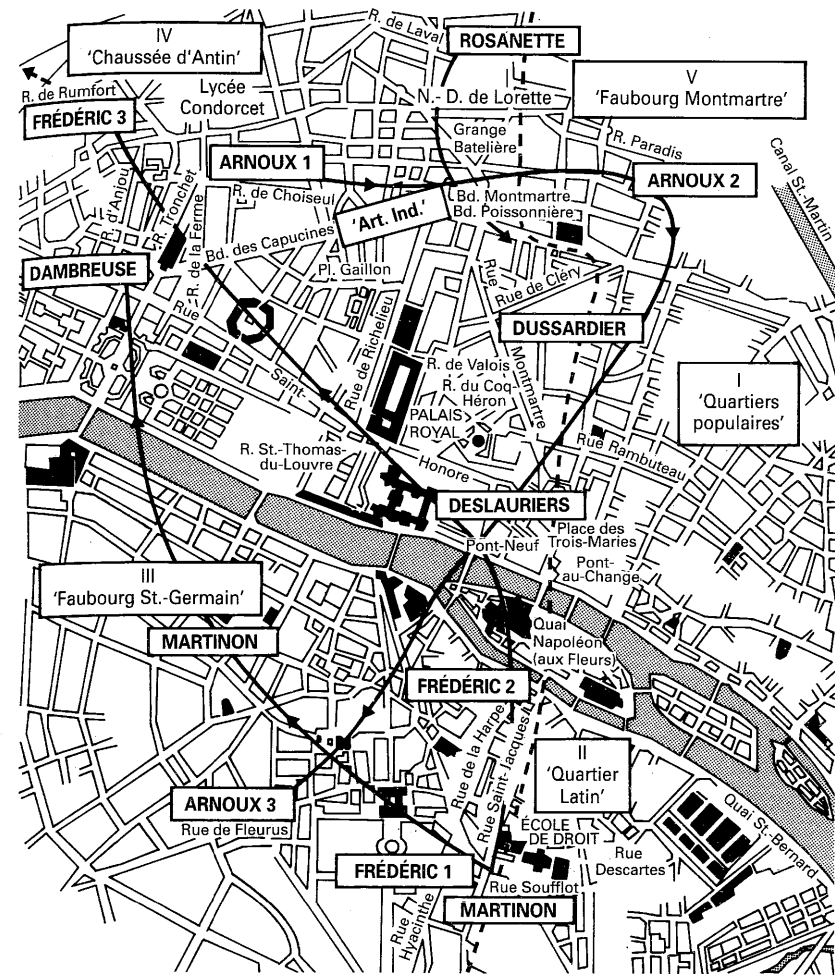 R. de Laval
IV
'Chaussée d'Antin'
ROSANETTE
R. de Rumfort
Lycée
Condorcet
N.- D. de Lorette
V
'Faubourg Montmartre'
FRÉDÉRIC 3
Grange
Batelière
R. Paradis
Canal St.-Martin
ARNOUX 1
ARNOUX 2
R. d'Anjou
R. Tronchet
R. de la Ferme
R. de Choiseul
'Art. Ind.'
Bd. Montmartre
Bd. Poissonnière
Bd. des Capucines
DAMBREUSE
Pl. Gaillon
Rue de Cléry
Rue
Montmartre
DUSSARDIER
Rue de Richelieu
Rue
Saint-
Honore
R. de Valois
R. du Coq-
Héron
PALAIS
ROYAL
I
'Quartiers
populaires'
Rue Rambuteau
R. St.-Thomas-
du-Louvre
DESLAURIERS
Pont-Neuf
Place des
Trois-Maries
Pont-
au-Change
III
'Faubourg St.-Germain'
MARTINON
Quai
Napoléon
(aux Fleurs)
FRÉDÉRIC 2
Rue de la Harpe
Rue Saint-Jacques
II
'Quartier
Latin'
ARNOUX 3
Rue de Fleurus
ÉCOLE
DE DROIT
Quai St.-Bernard
Rue
Descartes
FRÉDÉRIC 1
Rue Soufflot
MARTINON
Rue
Hyacinthe